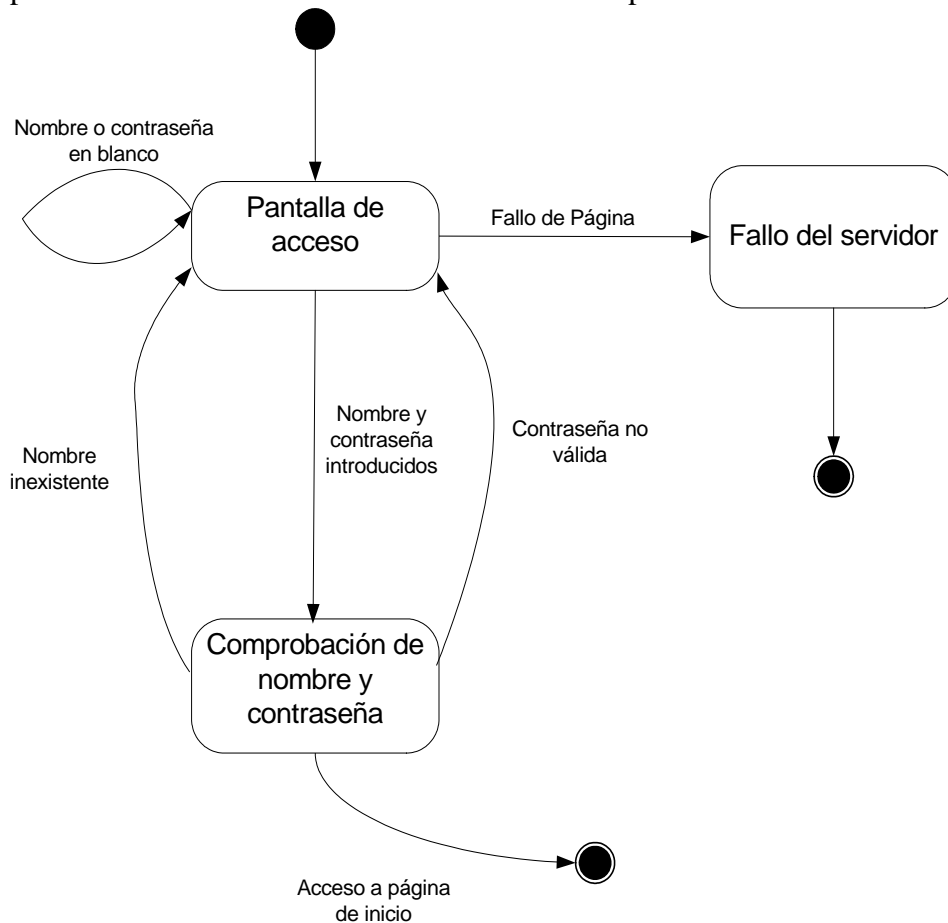 Nombre o contraseña
en blanco
Pantalla de
acceso
Fallo de Página
Fallo del servidor
Nombre
inexistente
Nombre y
contraseña
introducidos
Contraseña no
válida
Comprobación de
nombre y
contraseña
Acceso a página
de inicio